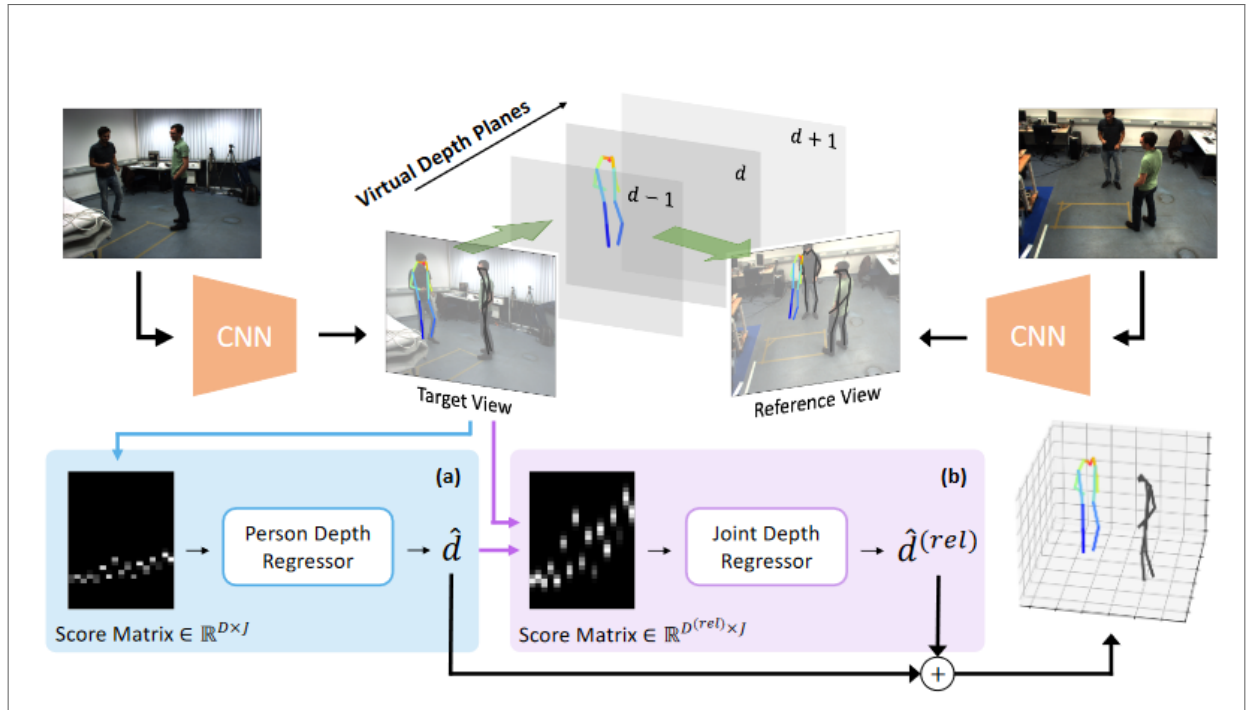 Virtual Depth Planes
d + 1
d
d − 1
CNN
CNN
Target View
Reference View
(a)
(b)
Person Depth
Regressor
d̂
Joint Depth
Regressor
d̂^(rel)
Score Matrix ∈ ℝ^{D×J}
Score Matrix ∈ ℝ^{D^{(rel)}×J}
+